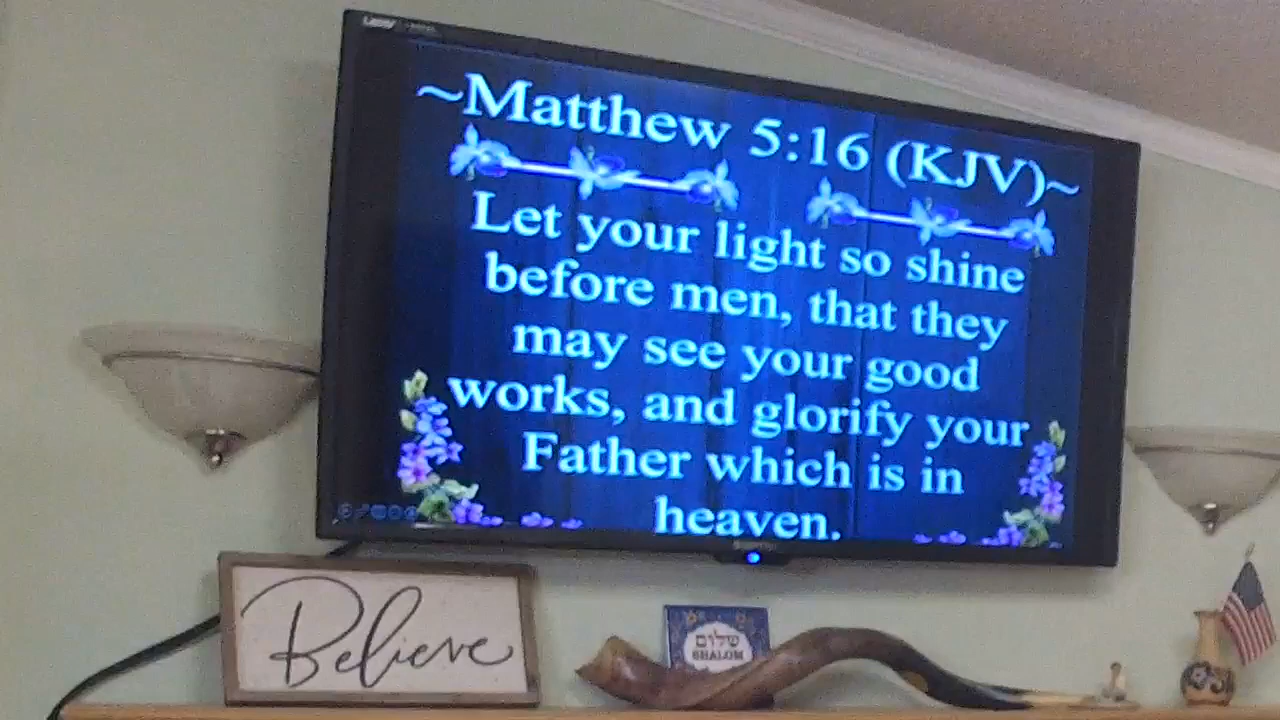 ~Matthew 5:16 (KJV)~
Let your light so shine
before men, that they
may see your good
works, and glorify your
Father which is in
heaven.
Believe
שלום
SHALOM